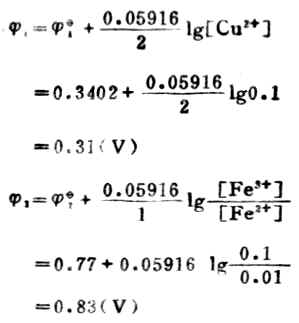 φ₁=φ₁°+ 0.05916/2 lg[Cu²⁺]
=0.3402+ 0.05916/2 lg0.1
=0.31(V)
φ₂=φ₂°+ 0.05916/1 lg [Fe³⁺]/[Fe²⁺]
=0.77+0.05916 lg 0.1/0.01
=0.83(V)